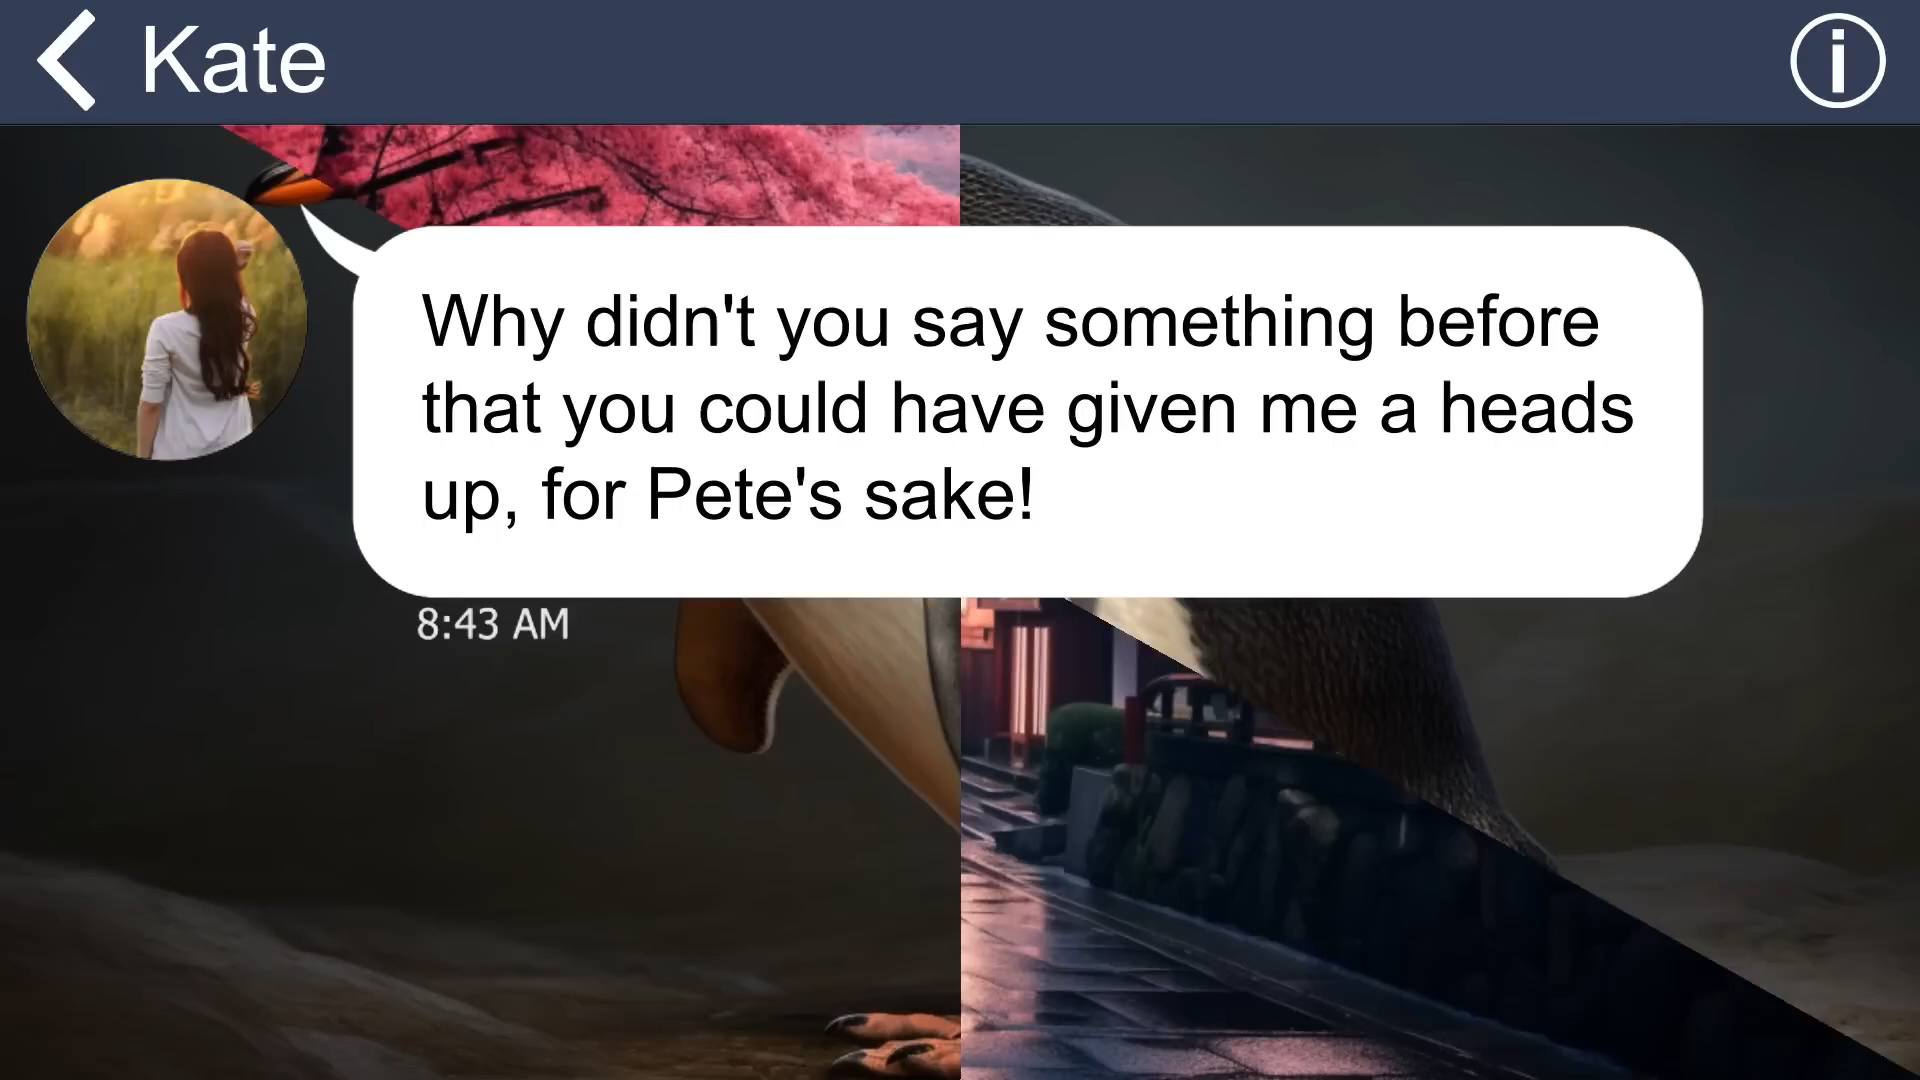 Kate
Why didn't you say something before
that you could have given me a heads
up, for Pete's sake!
8:43 AM